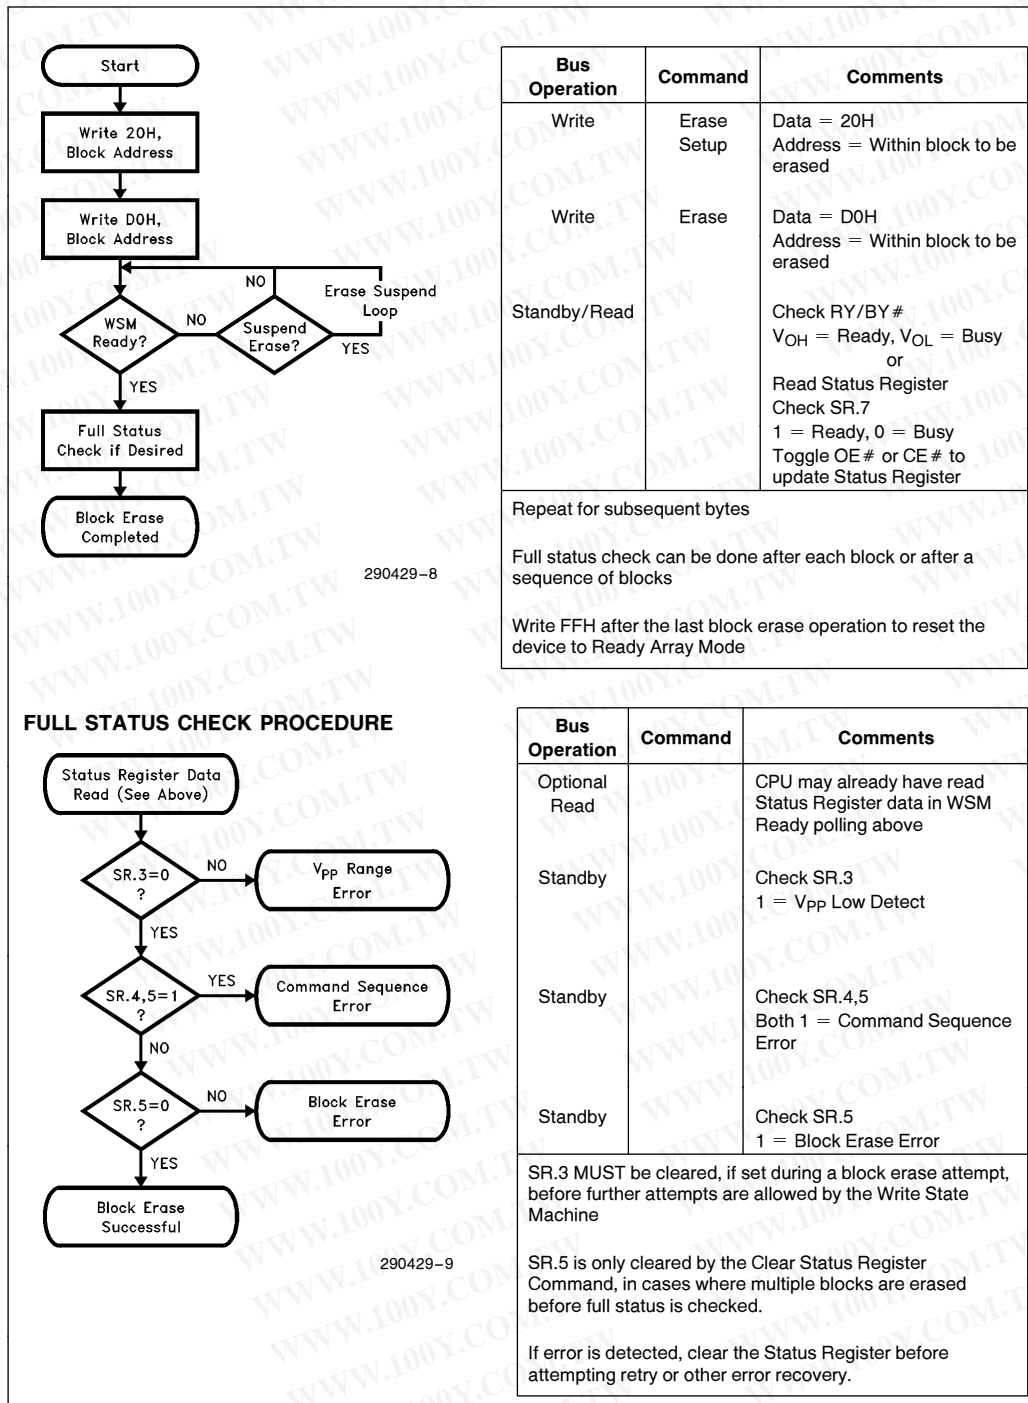 Start
Write 20H,
Block Address
Write D0H,
Block Address
NO
Erase Suspend
Loop
WSM
Ready?
NO
Suspend
Erase?
YES
YES
Full Status
Check if Desired
Block Erase
Completed
290429-8
Bus
Operation
Command
Comments
Write
Erase
Setup
Data = 20H
Address = Within block to be
erased
Write
Erase
Data = D0H
Address = Within block to be
erased
Standby/Read
Check RY/BY#
VOH = Ready, VOL = Busy
or
Read Status Register
Check SR.7
1 = Ready, 0 = Busy
Toggle OE# or CE# to
update Status Register
Repeat for subsequent bytes
Full status check can be done after each block or after a
sequence of blocks
Write FFH after the last block erase operation to reset the
device to Ready Array Mode
FULL STATUS CHECK PROCEDURE
Status Register Data
Read (See Above)
SR.3=0
?
NO
VPP Range
Error
YES
SR.4,5=1
?
YES
Command Sequence
Error
NO
SR.5=0
?
NO
Block Erase
Error
YES
Block Erase
Successful
290429-9
Bus
Operation
Command
Comments
Optional
Read
CPU may already have read
Status Register data in WSM
Ready polling above
Standby
Check SR.3
1 = VPP Low Detect
Standby
Check SR.4,5
Both 1 = Command Sequence
Error
Standby
Check SR.5
1 = Block Erase Error
SR.3 MUST be cleared, if set during a block erase attempt,
before further attempts are allowed by the Write State
Machine
SR.5 is only cleared by the Clear Status Register
Command, in cases where multiple blocks are erased
before full status is checked.
If error is detected, clear the Status Register before
attempting retry or other error recovery.
WWW.100Y.COM.TW